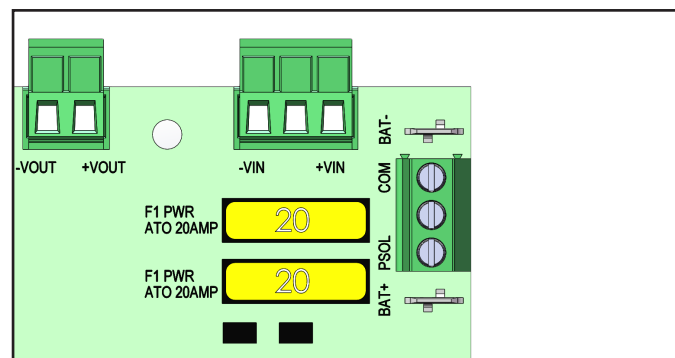 -VOUT +VOUT
-VIN +VIN
BAT-
COM
PSOL
BAT+
F1 PWR
ATO 20AMP
20
F1 PWR
ATO 20AMP
20